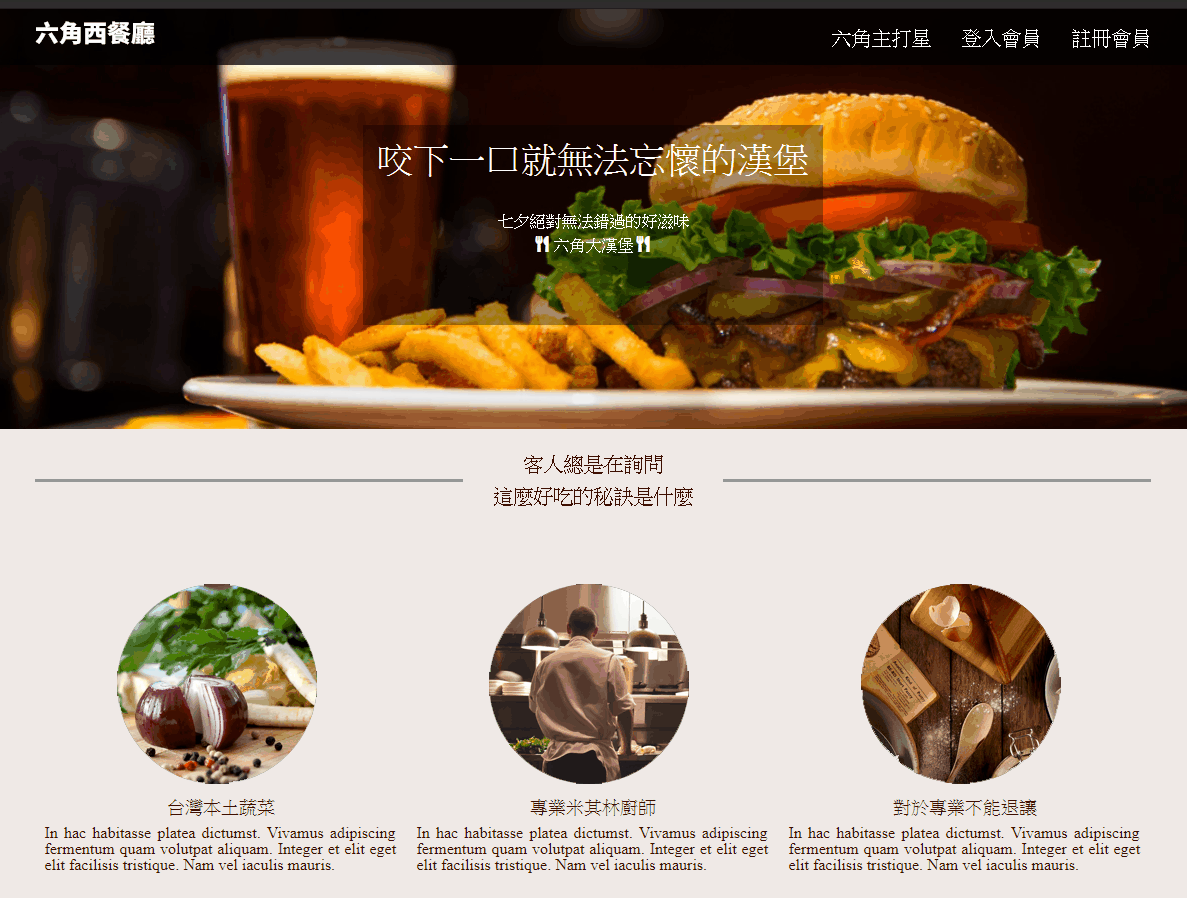 六角西餐廳
六角主打星 登入會員 註冊會員
咬下一口就無法忘懷的漢堡
七夕絕對無法錯過的好滋味
六角大漢堡
客人總是在詢問
這麼好吃的秘訣是什麼
台灣本土蔬菜
In hac habitasse platea dictumst. Vivamus adipiscing
fermentum quam volutpat aliquam. Integer et elit eget
elit facilisis tristique. Nam vel iaculis mauris.
專業米其林廚師
In hac habitasse platea dictumst. Vivamus adipiscing
fermentum quam volutpat aliquam. Integer et elit eget
elit facilisis tristique. Nam vel iaculis mauris.
對於專業不能退讓
In hac habitasse platea dictumst. Vivamus adipiscing
fermentum quam volutpat aliquam. Integer et elit eget
elit facilisis tristique. Nam vel iaculis mauris.